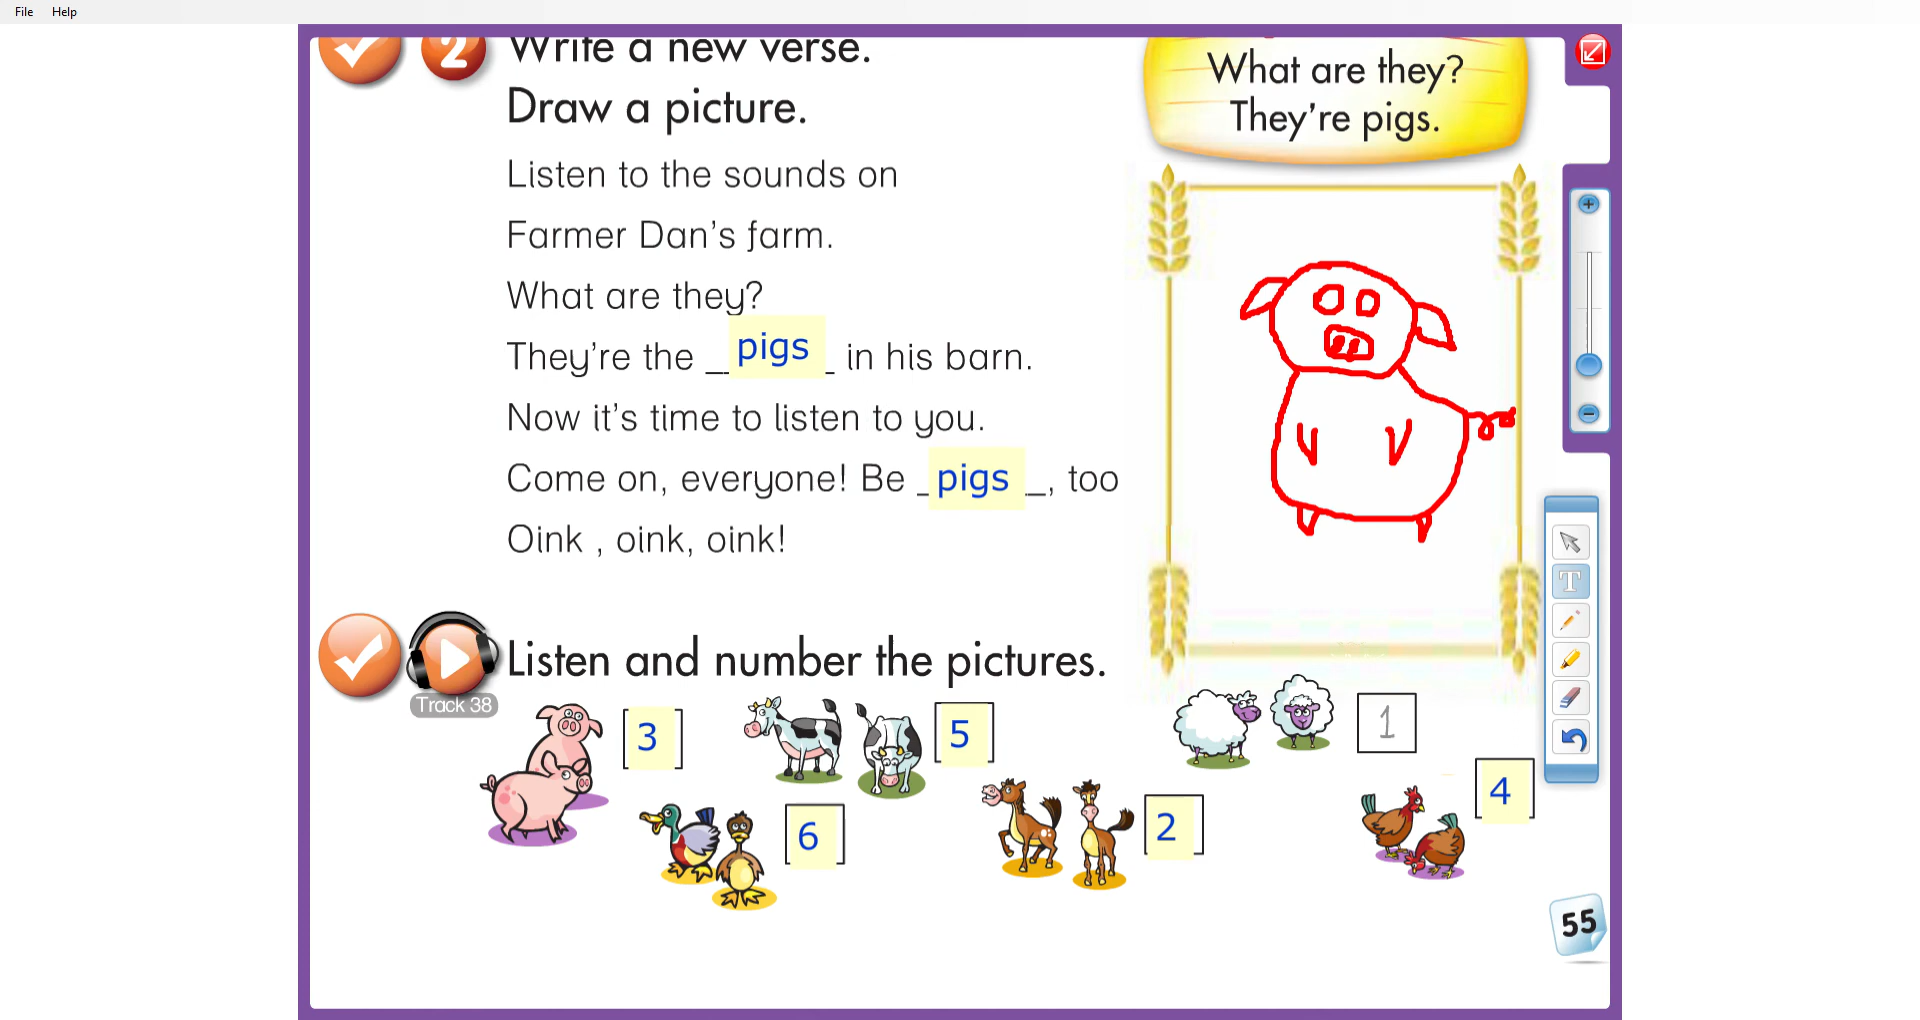 File Help
2 Write a new verse.
Draw a picture.
Listen to the sounds on
Farmer Dan's farm.
What are they?
They're the __pigs_ in his barn.
Now it's time to listen to you.
Come on, everyone! Be _pigs_, too
Oink , oink, oink!
What are they?
They're pigs.
T
Listen and number the pictures.
Track 38
3
5
1
6
2
4
55